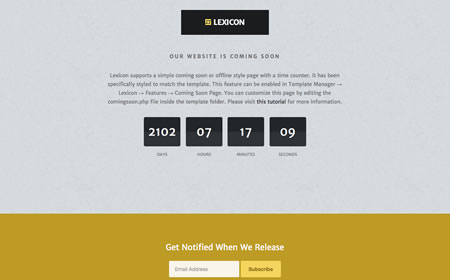 LEXICON
OUR WEBSITE IS COMING SOON
Lexicon supports a simple coming soon or offline style page with a time counter. It has been
specifically styled to match the template. This feature can be enabled in Template Manager →
Lexicon → Features → Coming Soon Page. You can customize this page by editing the
comingsoon.php file inside the template folder. Please visit this tutorial for more information.
2102 07 17 09
DAYS HOURS MINUTES SECONDS
Get Notified When We Release
Email Address Subscribe